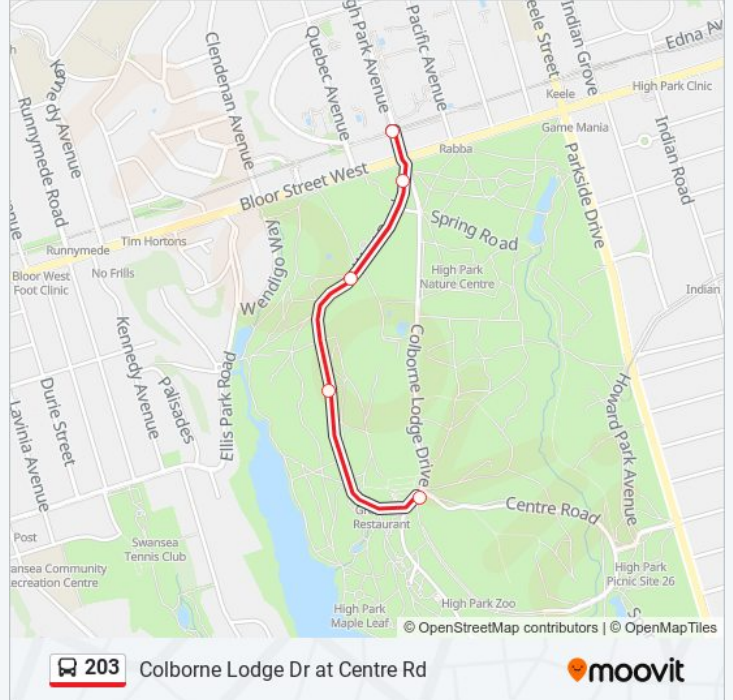 gh Park Avenue
Pacific Avenue
Keele Street
Indian Grove
Edna Av
Clendenan Avenue
Quebec Avenue
Kennedy Avenue
Runnymede Road
enue
High Park Clinic
Keele
Game Mania
Rabba
Indian Road
Parkside Drive
Bloor Street West
Spring Road
Wendigo Way
Tim Hortons
Runnymede
No Frills
Bloor West
Foot Clinic
High Park
Nature Centre
Indian
Kennedy Avenue
Colborne Lodge Drive
Ellis Park Road
Palisades
Durie Street
Lavinia Avenue
Howard Park Avenue
Centre Road
Restaurant
Post
Swansea
Tennis Club
ansea Community
ecreation Centre
High Park
Picnic Site 26
High Park Zoo
High Park
Maple Leaf
© OpenStreetMap contributors | © OpenMapTiles
203 Colborne Lodge Dr at Centre Rd
moovit